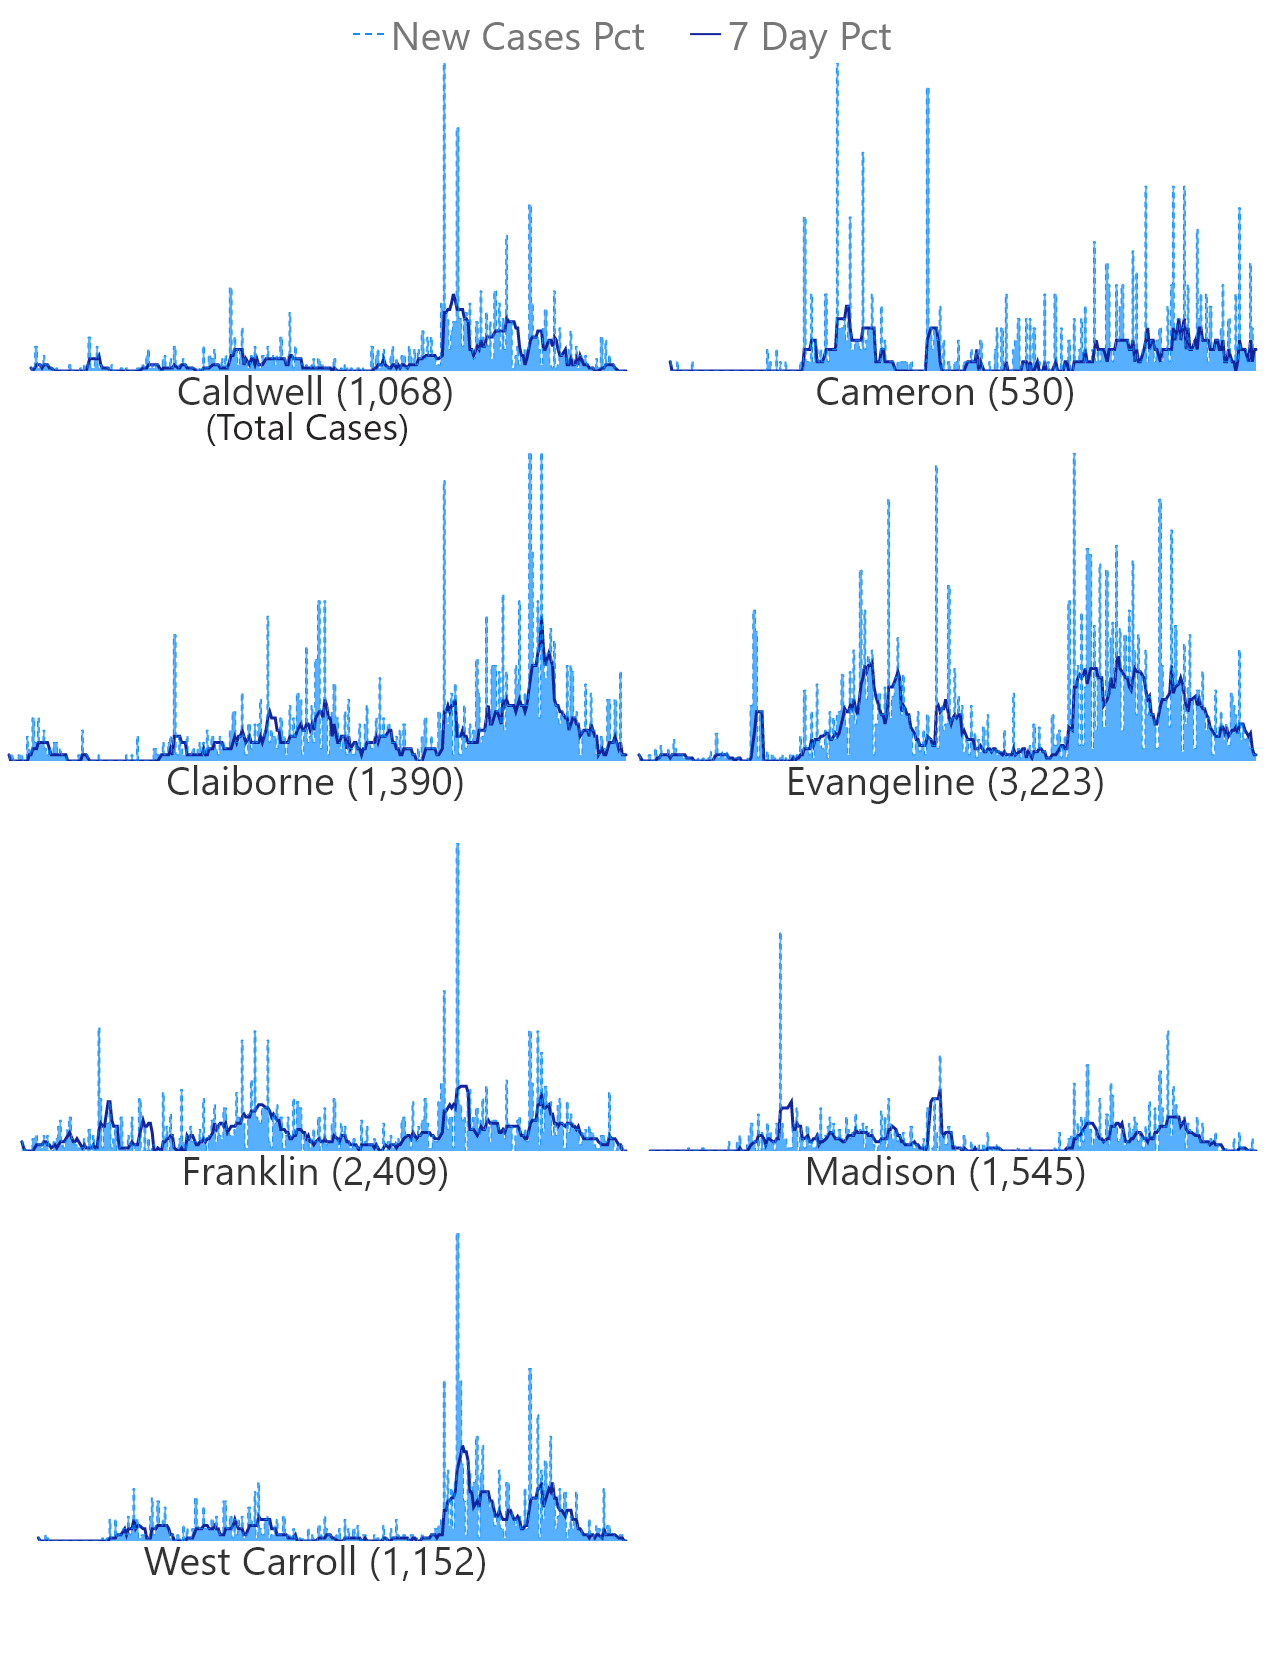 New Cases Pct 7 Day Pct
Caldwell (1,068) Cameron (530)
(Total Cases)
Claiborne (1,390) Evangeline (3,223)
Franklin (2,409) Madison (1,545)
West Carroll (1,152)